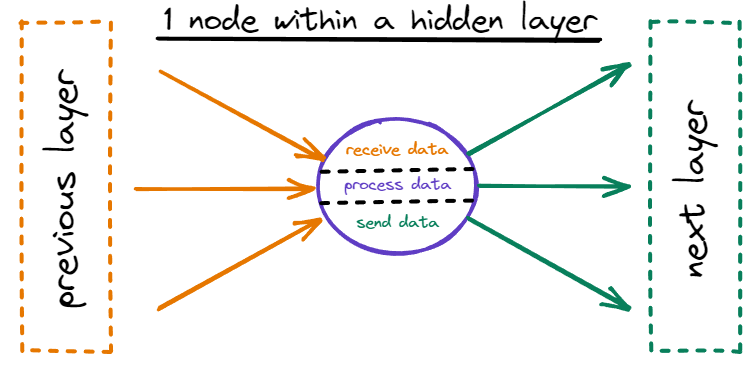 1 node within a hidden layer
previous layer
receive data
process data
send data
next layer